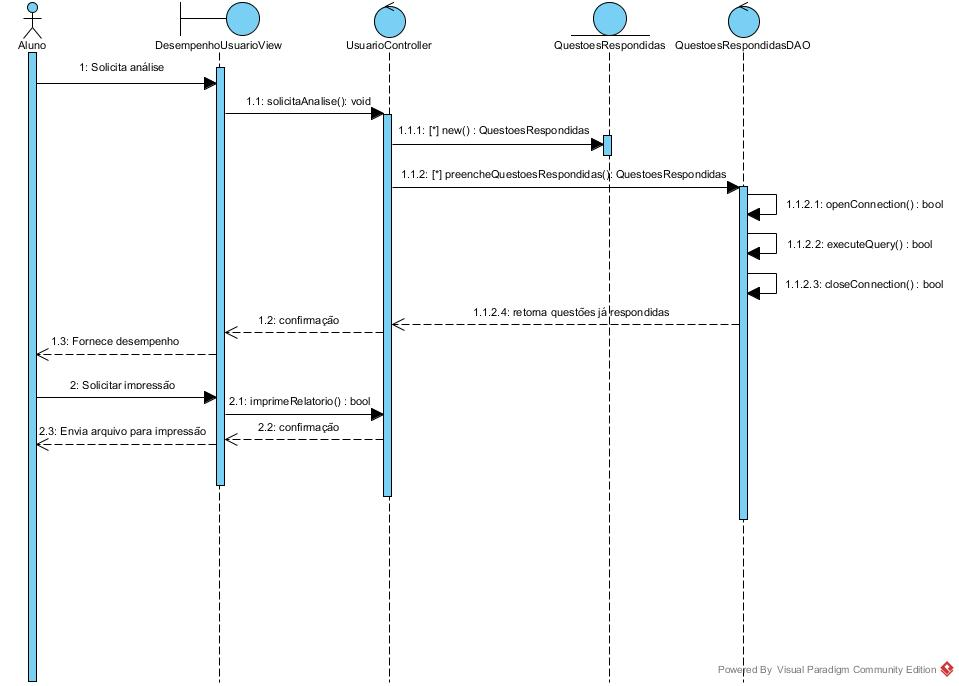 Aluno
DesempenhoUsuarioView
UsuarioController
QuestoesRespondidas
QuestoesRespondidasDAO
1: Solicita análise
1.1: solicitaAnalise(): void
1.1.1: [*] new() : QuestoesRespondidas
1.1.2: [*] preencheQuestoesRespondidas(): QuestoesRespondidas
1.1.2.1: openConnection() : bool
1.1.2.2: executeQuery() : bool
1.1.2.3: closeConnection() : bool
1.1.2.4: retorna questões já respondidas
1.2: confirmação
1.3: Fornece desempenho
2: Solicitar impressão
2.1: imprimeRelatorio() : bool
2.2: confirmação
2.3: Envia arquivo para impressão
Powered By Visual Paradigm Community Edition